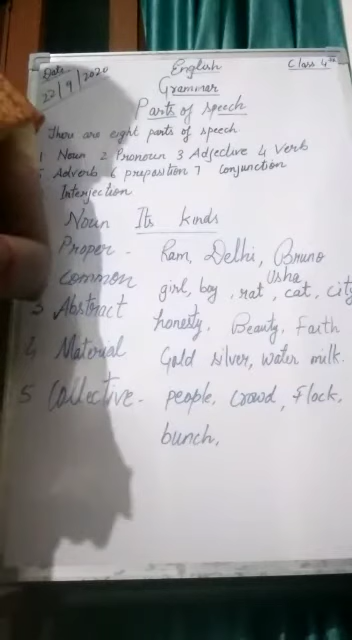 Date English Class 4th
22/9/2020
Grammar
Parts of speech
There are eight parts of speech
1 Noun 2 Pronoun 3 Adjective 4 Verb
5 Adverb 6 preposition 7 Conjunction
Interjection
Noun Its kinds
Proper - Ram, Delhi, Bruno
Usha
Common girl, boy, rat, cat, city
3 Abstract honesty, Beauty, Faith
4 Material Gold silver, water milk.
5 Collective - people, crowd, Flock,
bunch,